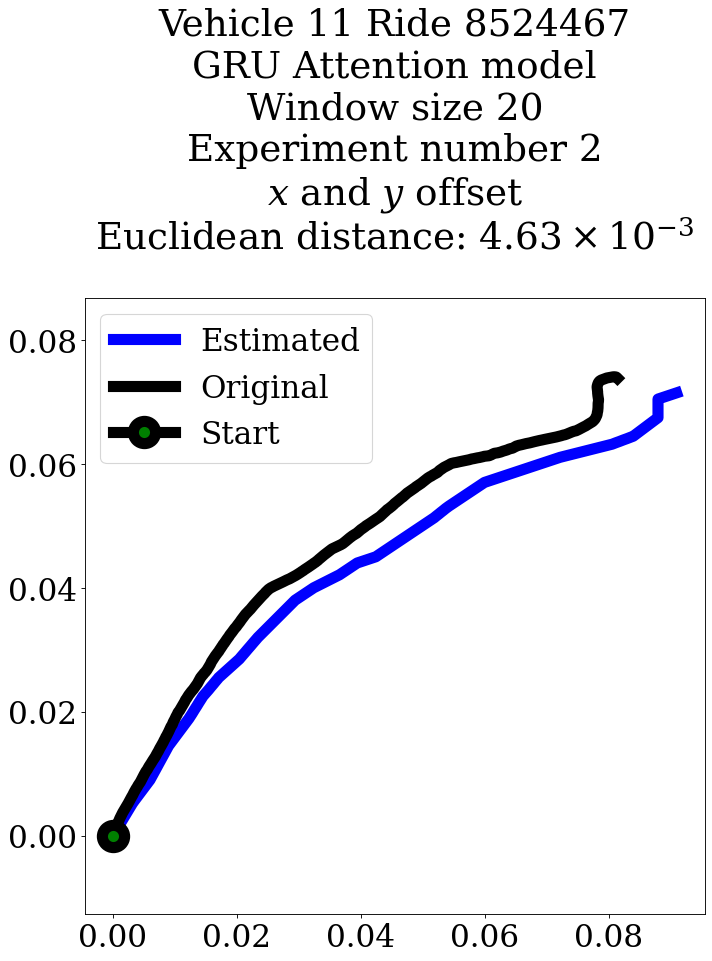 Vehicle 11 Ride 8524467
GRU Attention model
Window size 20
Experiment number 2
x and y offset
Euclidean distance: 4.63 × 10⁻³
Estimated
Original
Start
0.08
0.06
0.04
0.02
0.00
0.00 0.02 0.04 0.06 0.08